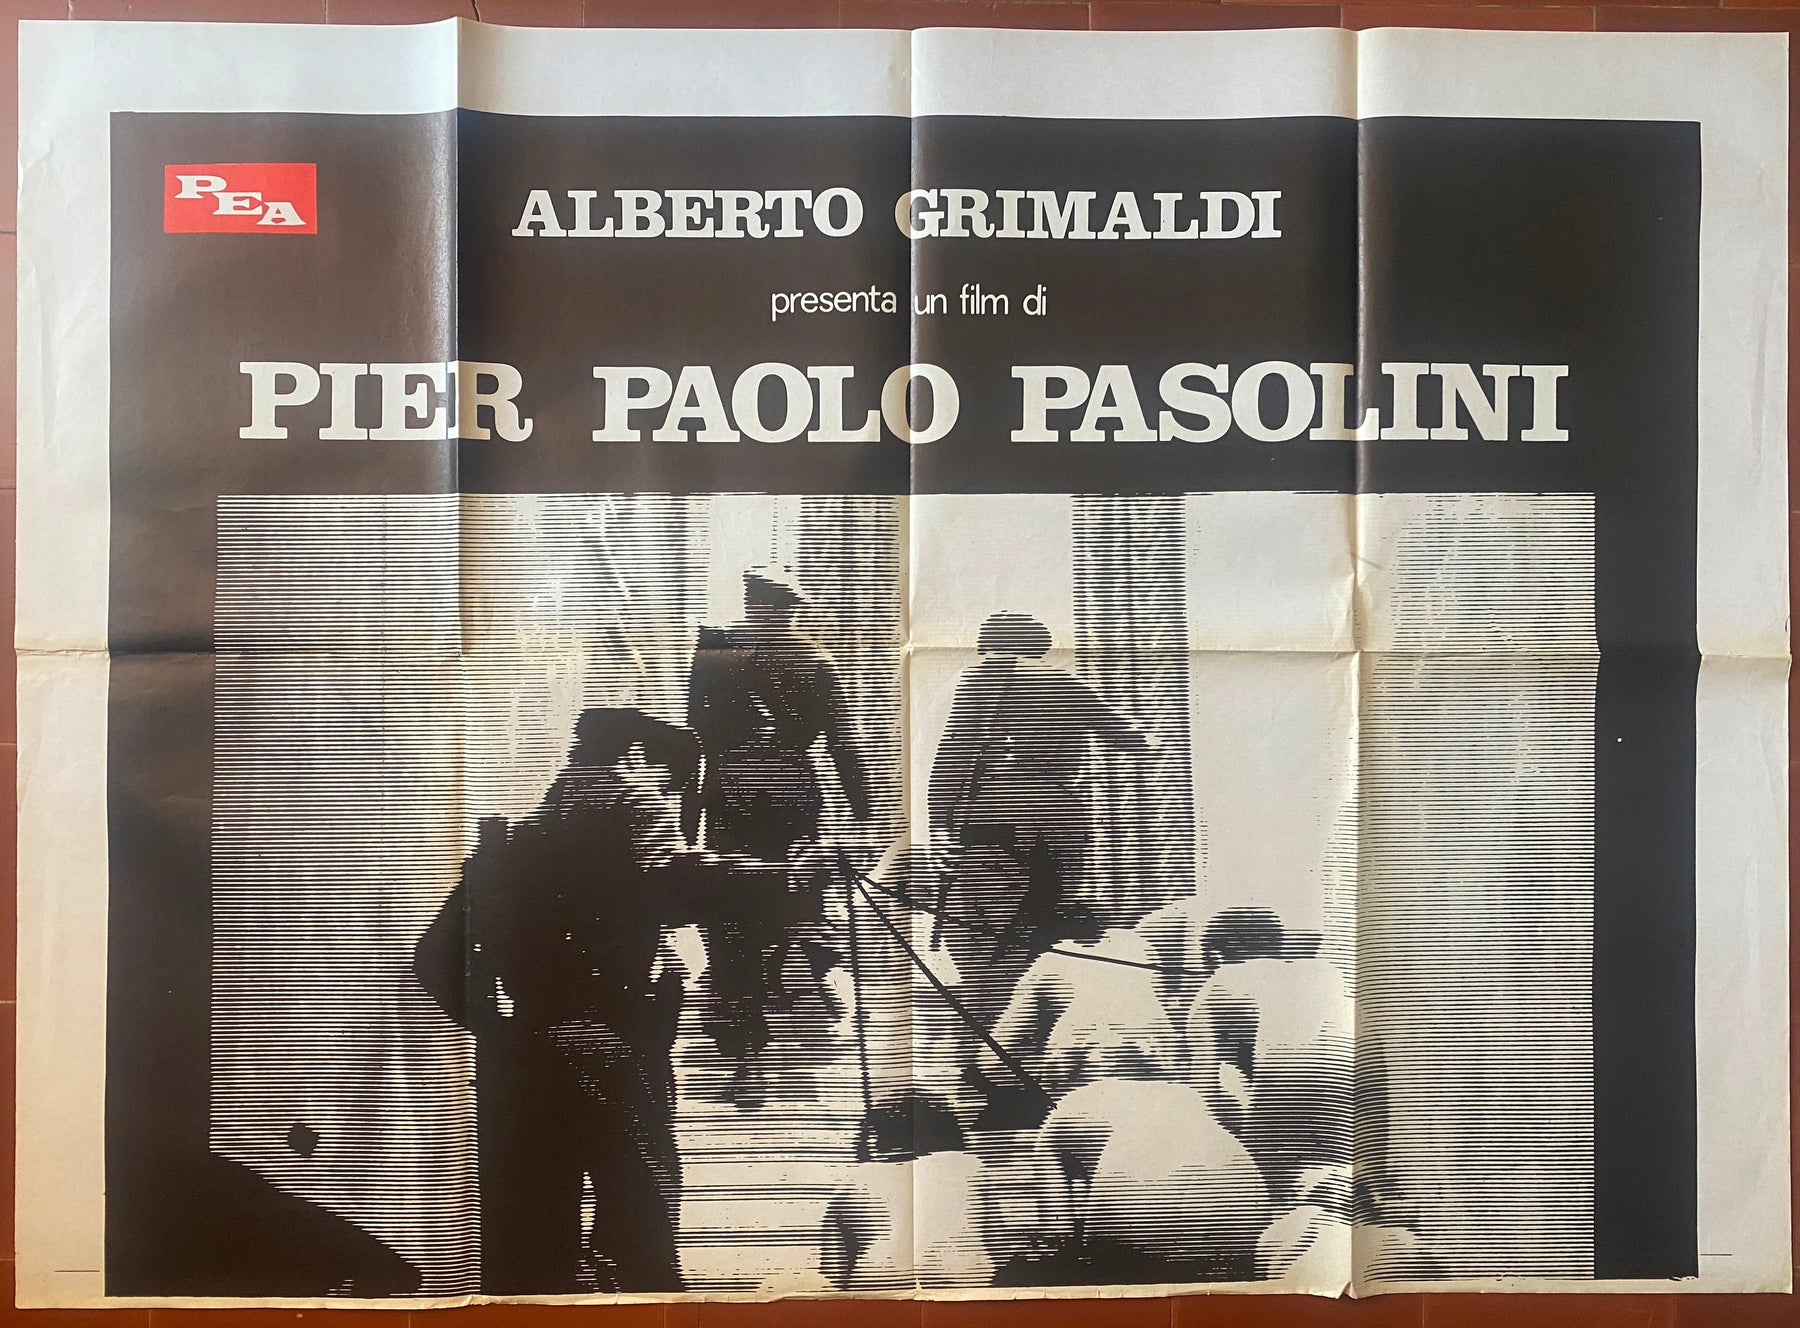 PEA
ALBERTO GRIMALDI
presenta un film di
PIER PAOLO PASOLINI